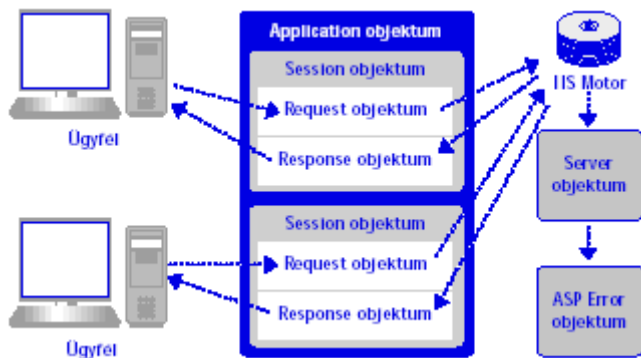 Application objektum
Session objektum
Request objektum
Response objektum
Ügyfél
IIS Motor
Server
objektum
Session objektum
Request objektum
Response objektum
Ügyfél
ASP Error
objektum